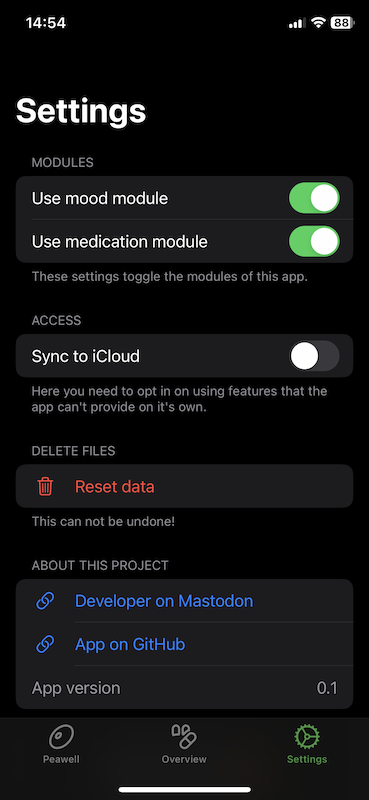 14:54
88
Settings
MODULES
Use mood module
Use medication module
These settings toggle the modules of this app.
ACCESS
Sync to iCloud
Here you need to opt in on using features that the
app can't provide on it's own.
DELETE FILES
Reset data
This can not be undone!
ABOUT THIS PROJECT
Developer on Mastodon
App on GitHub
App version 0.1
Peawell Overview Settings